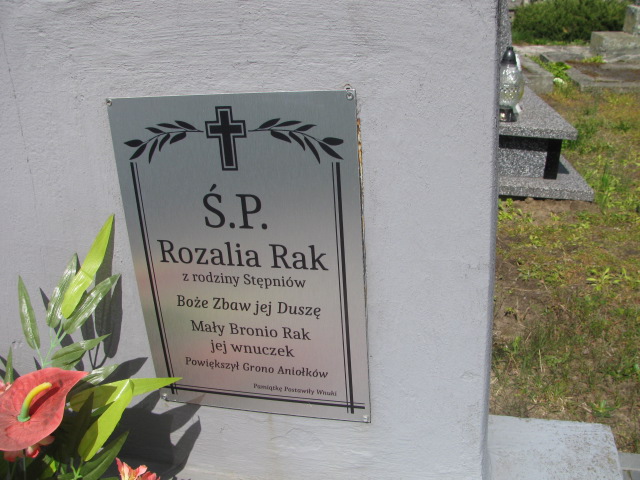 Ś.P.
Rozalia Rak
z rodziny Stępniów
Boże Zbaw jej Duszę
Mały Bronio Rak
jej wnuczek
Powiększył Grono Aniołków
Pamiątkę Postawiły Wnuki